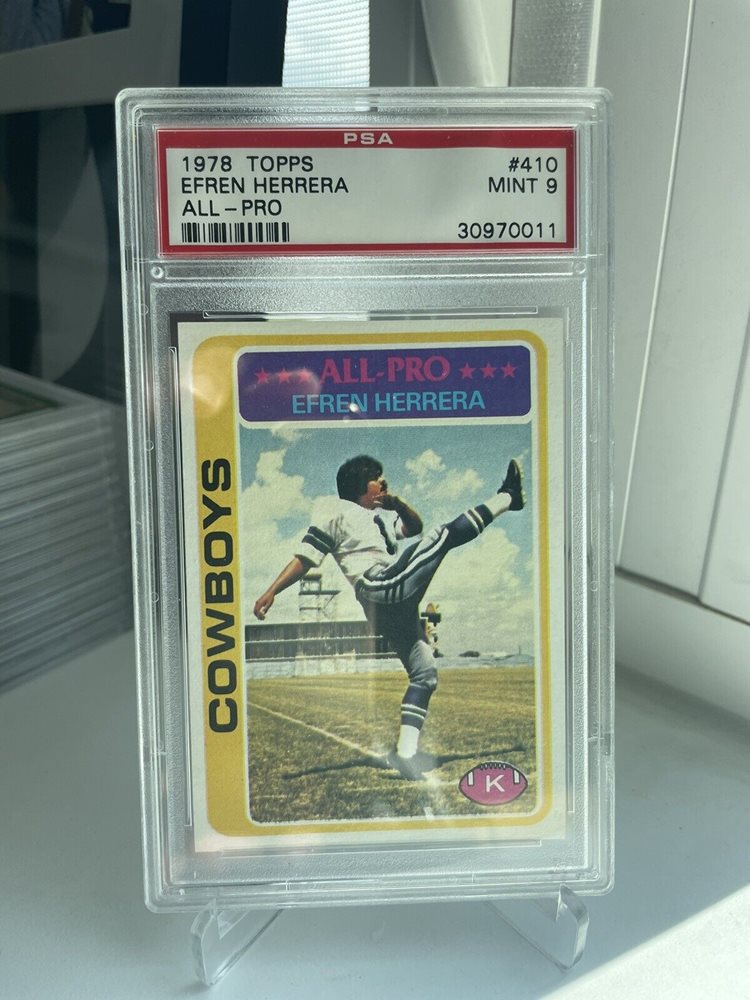 PSA
1978 TOPPS #410
EFREN HERRERA MINT 9
ALL-PRO
30970011
★★★ ALL-PRO ★★★
EFREN HERRERA
COWBOYS
K